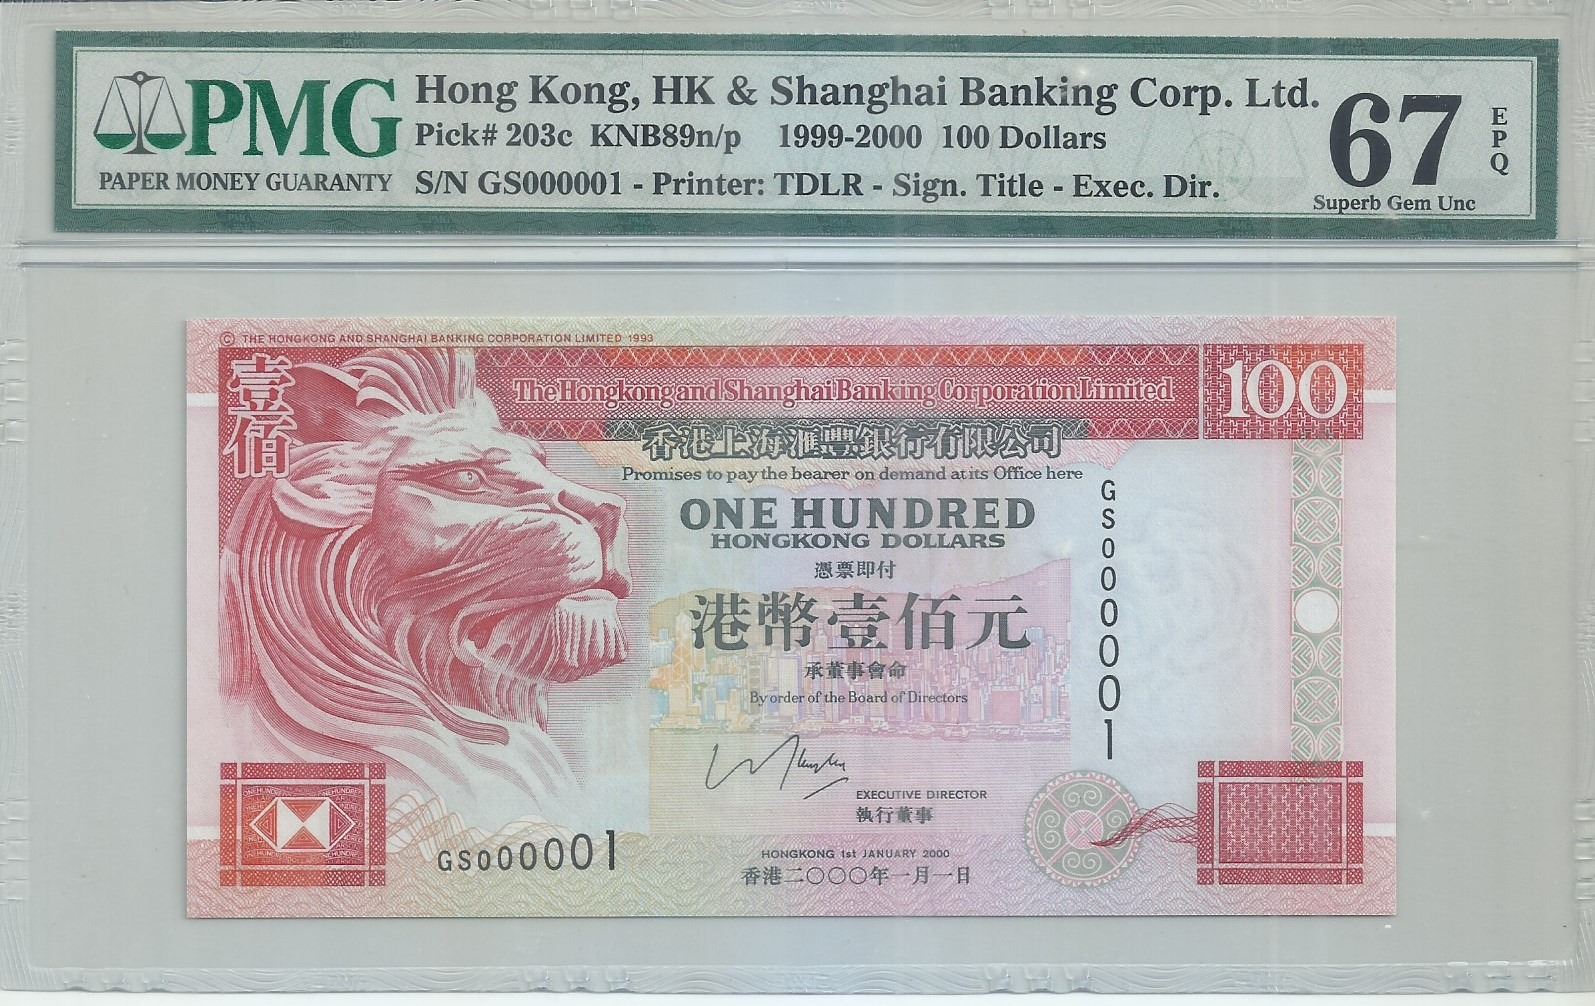 PMG
PAPER MONEY GUARANTY
Hong Kong, HK & Shanghai Banking Corp. Ltd.
Pick# 203c KNB89n/p 1999-2000 100 Dollars
S/N GS000001 - Printer: TDLR - Sign. Title - Exec. Dir.
67
EPQ
Superb Gem Unc
© THE HONGKONG AND SHANGHAI BANKING CORPORATION LIMITED 1993
壹佰
The Hongkong and Shanghai Banking Corporation Limited
100
香港上海滙豐銀行有限公司
Promises to pay the bearer on demand at its Office here
ONE HUNDRED
HONGKONG DOLLARS
憑票即付
港幣壹佰元
承董事會命
By order of the Board of Directors
GS000001
EXECUTIVE DIRECTOR
執行董事
GS000001
HONGKONG 1st JANUARY 2000
香港二〇〇〇年一月一日